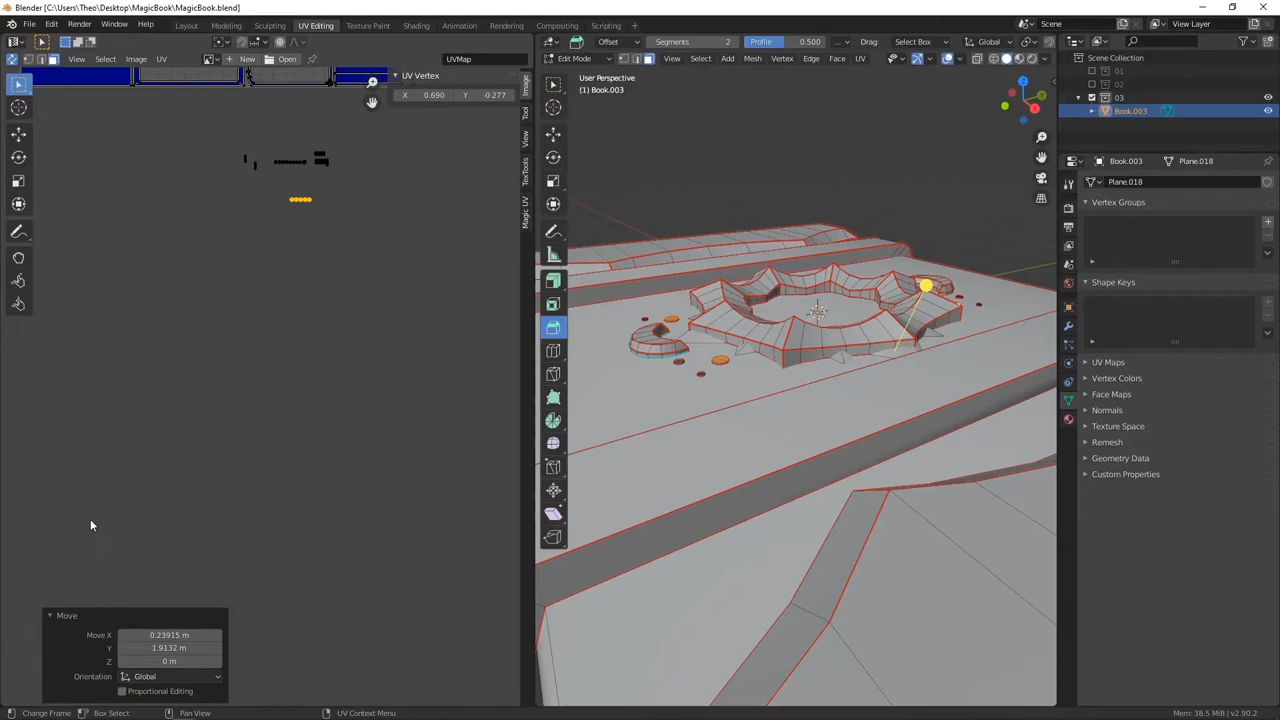 Blender [C:\Users\Theo\Desktop\MagicBook\MagicBook.blend]
File Edit Render Window Help Layout Modeling Sculpting UV Editing Texture Paint Shading Animation Rendering Compositing Scripting + Scene View Layer
Offset Segments 2 Profile 0.500 ... Drag: Select Box Global Options
View Select Image UV New Open UVMap
Edit Mode View Select Add Mesh Vertex Edge Face UV
UV Vertex
X 0.690 Y -0.277
Image
Tool
View
TexTools
Magic UV
User Perspective
(1) Book.003
Scene Collection
01
02
03
Book.003
Book.003 Plane.018
Plane.018
Vertex Groups
Shape Keys
UV Maps
Vertex Colors
Face Maps
Normals
Texture Space
Remesh
Geometry Data
Custom Properties
Move
Move X 0.23915 m
Y 1.9132 m
Z 0 m
Orientation Global
Proportional Editing
Change Frame Box Select Pan View UV Context Menu Mem: 38.5 MiB | v2.90.2